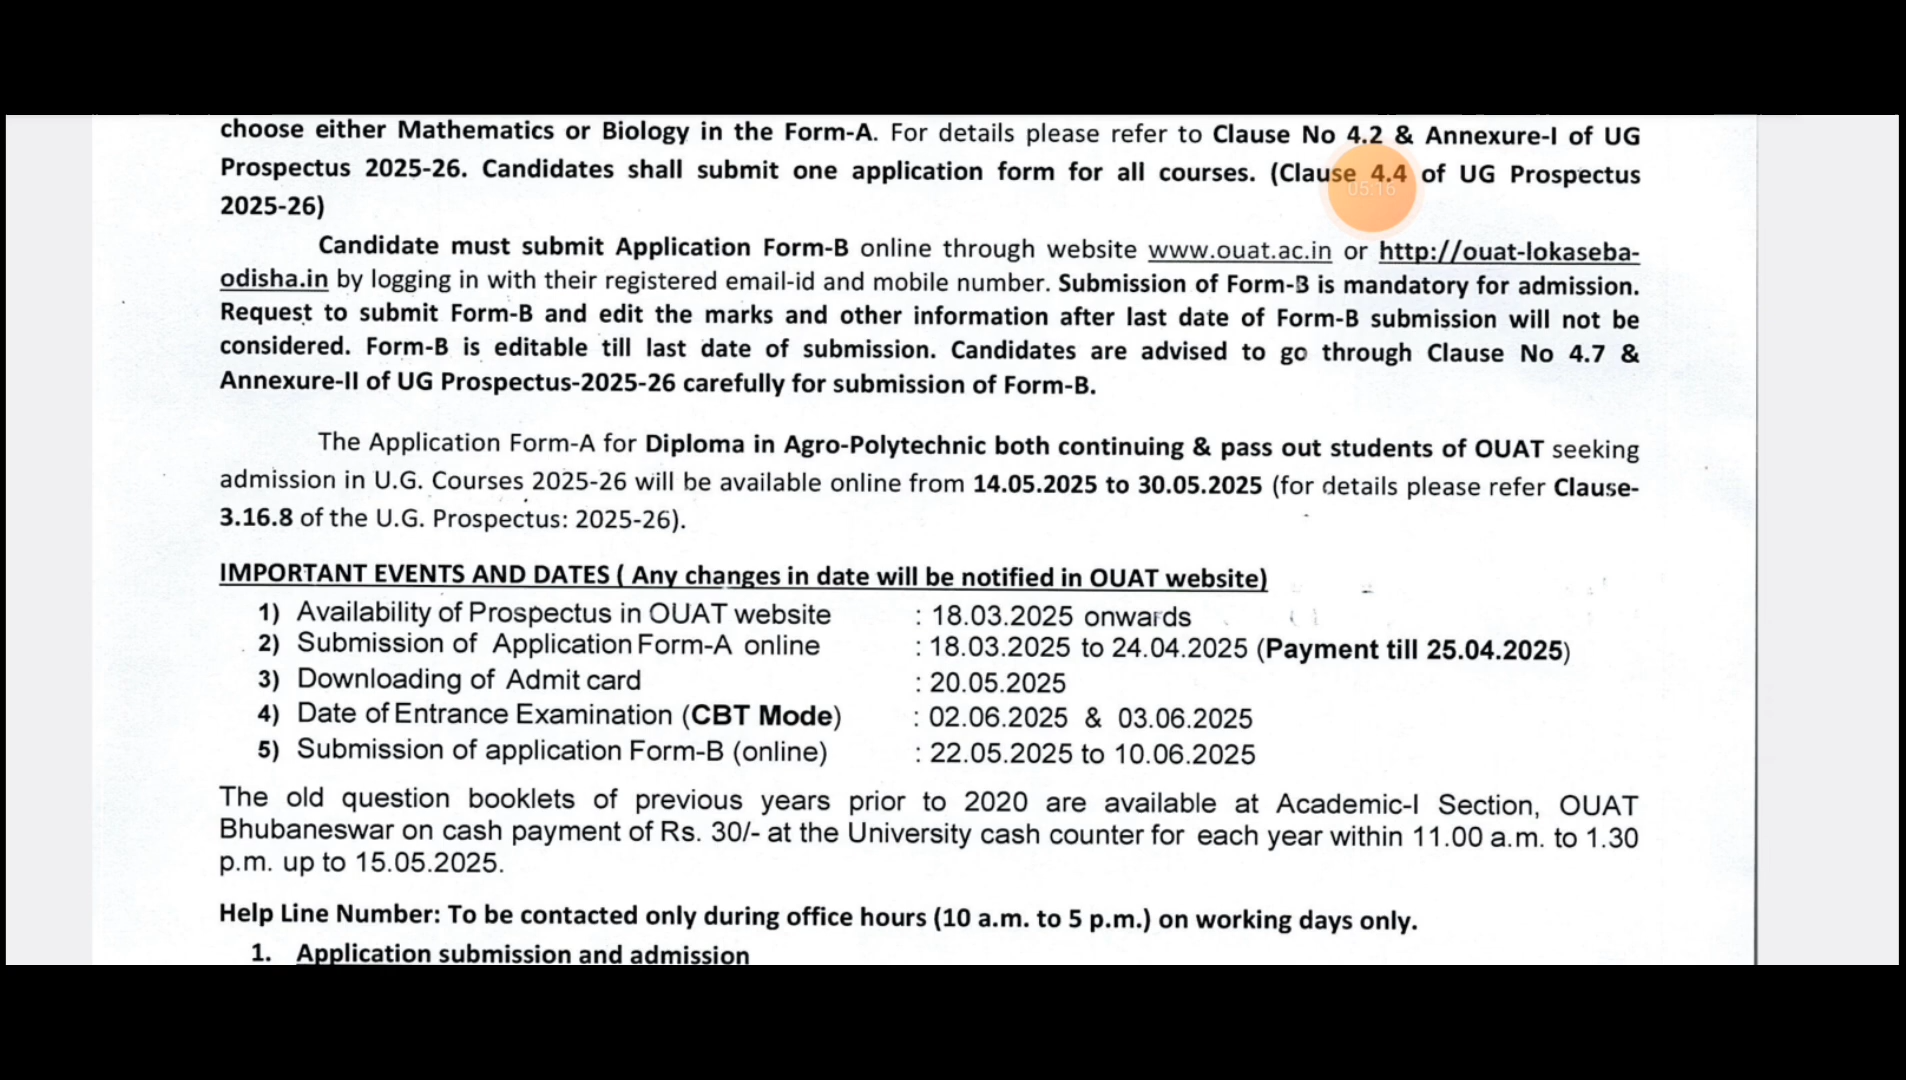 choose either Mathematics or Biology in the Form-A. For details please refer to Clause No 4.2 & Annexure-I of UG
Prospectus 2025-26. Candidates shall submit one application form for all courses. (Clause 4.4 of UG Prospectus
05:16
2025-26)
Candidate must submit Application Form-B online through website www.ouat.ac.in or http://ouat-lokaseba-
odisha.in by logging in with their registered email-id and mobile number. Submission of Form-B is mandatory for admission.
Request to submit Form-B and edit the marks and other information after last date of Form-B submission will not be
considered. Form-B is editable till last date of submission. Candidates are advised to go through Clause No 4.7 &
Annexure-II of UG Prospectus-2025-26 carefully for submission of Form-B.
The Application Form-A for Diploma in Agro-Polytechnic both continuing & pass out students of OUAT seeking
admission in U.G. Courses 2025-26 will be available online from 14.05.2025 to 30.05.2025 (for details please refer Clause-
3.16.8 of the U.G. Prospectus: 2025-26).
IMPORTANT EVENTS AND DATES ( Any changes in date will be notified in OUAT website)
1) Availability of Prospectus in OUAT website : 18.03.2025 onwards
2) Submission of Application Form-A online : 18.03.2025 to 24.04.2025 (Payment till 25.04.2025)
3) Downloading of Admit card : 20.05.2025
4) Date of Entrance Examination (CBT Mode) : 02.06.2025 & 03.06.2025
5) Submission of application Form-B (online) : 22.05.2025 to 10.06.2025
The old question booklets of previous years prior to 2020 are available at Academic-I Section, OUAT
Bhubaneswar on cash payment of Rs. 30/- at the University cash counter for each year within 11.00 a.m. to 1.30
p.m. up to 15.05.2025.
Help Line Number: To be contacted only during office hours (10 a.m. to 5 p.m.) on working days only.
1. Application submission and admission